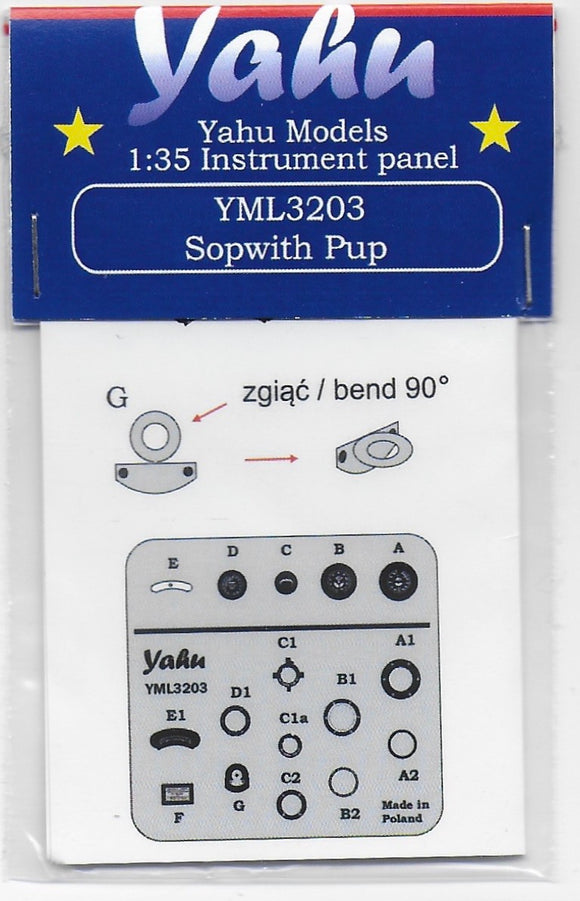 Yahu
Yahu Models
1:35 Instrument panel
YML3203
Sopwith Pup
G
zgiąć / bend 90°
E D C B A
Yahu
YML3203
C1
A1
D1
B1
E1
C1a
A2
C2
F
G
B2
Made in
Poland